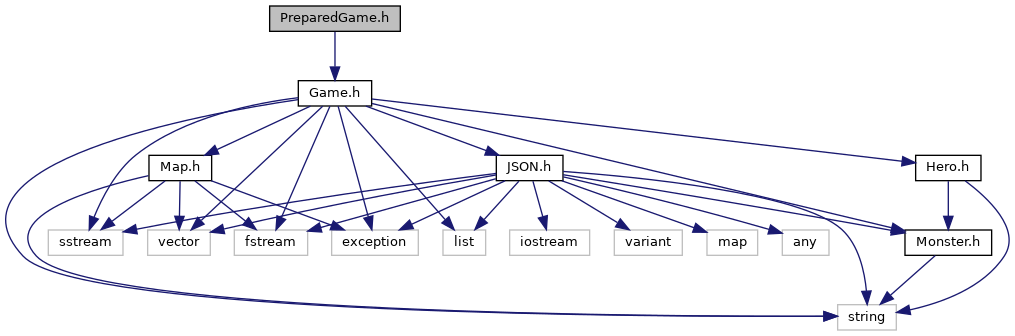 PreparedGame.h
Game.h
Map.h
JSON.h
Hero.h
sstream
vector
fstream
exception
list
iostream
variant
map
any
Monster.h
string